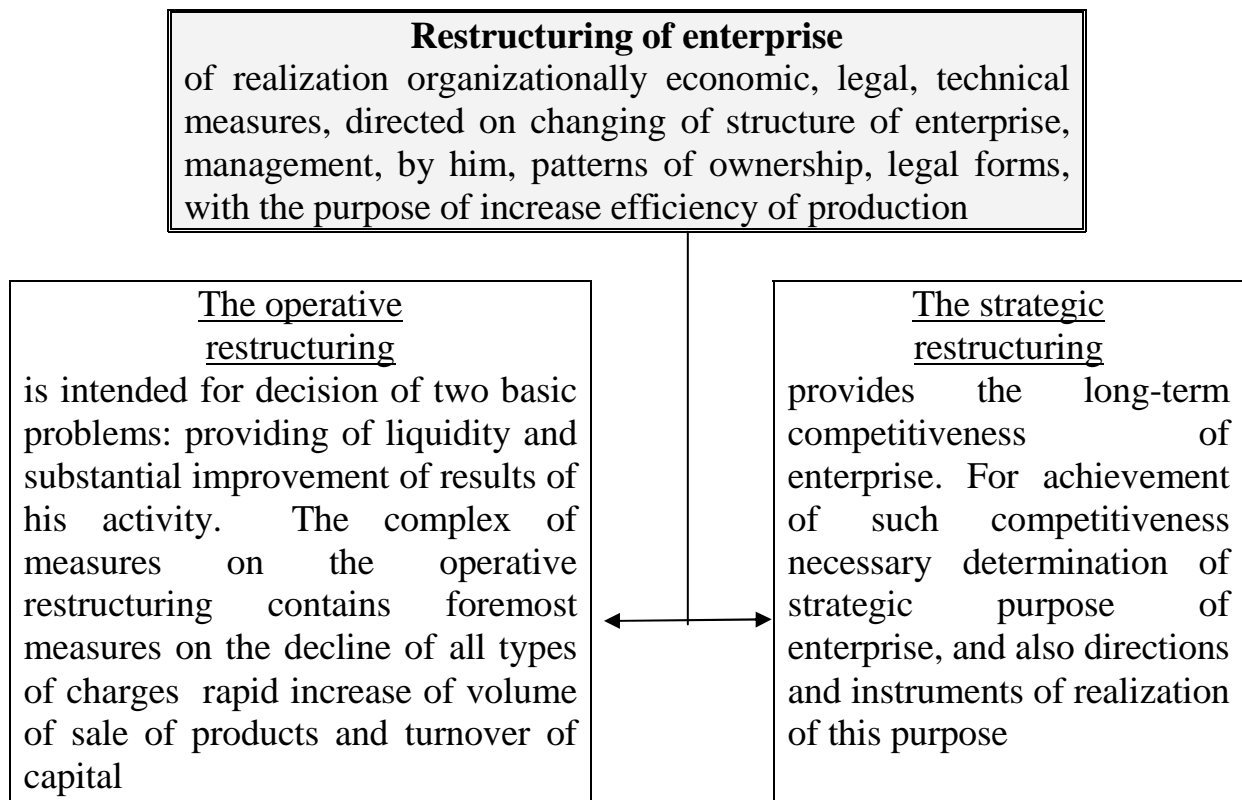 Restructuring of enterprise
of realization organizationally economic, legal, technical
measures, directed on changing of structure of enterprise,
management, by him, patterns of ownership, legal forms,
with the purpose of increase efficiency of production
The operative
restructuring
is intended for decision of two basic
problems: providing of liquidity and
substantial improvement of results of
his activity. The complex of
measures on the operative
restructuring contains foremost
measures on the decline of all types
of charges rapid increase of volume
of sale of products and turnover of
capital
The strategic
restructuring
provides the long-term
competitiveness of
enterprise. For achievement
of such competitiveness
necessary determination of
strategic purpose of
enterprise, and also directions
and instruments of realization
of this purpose